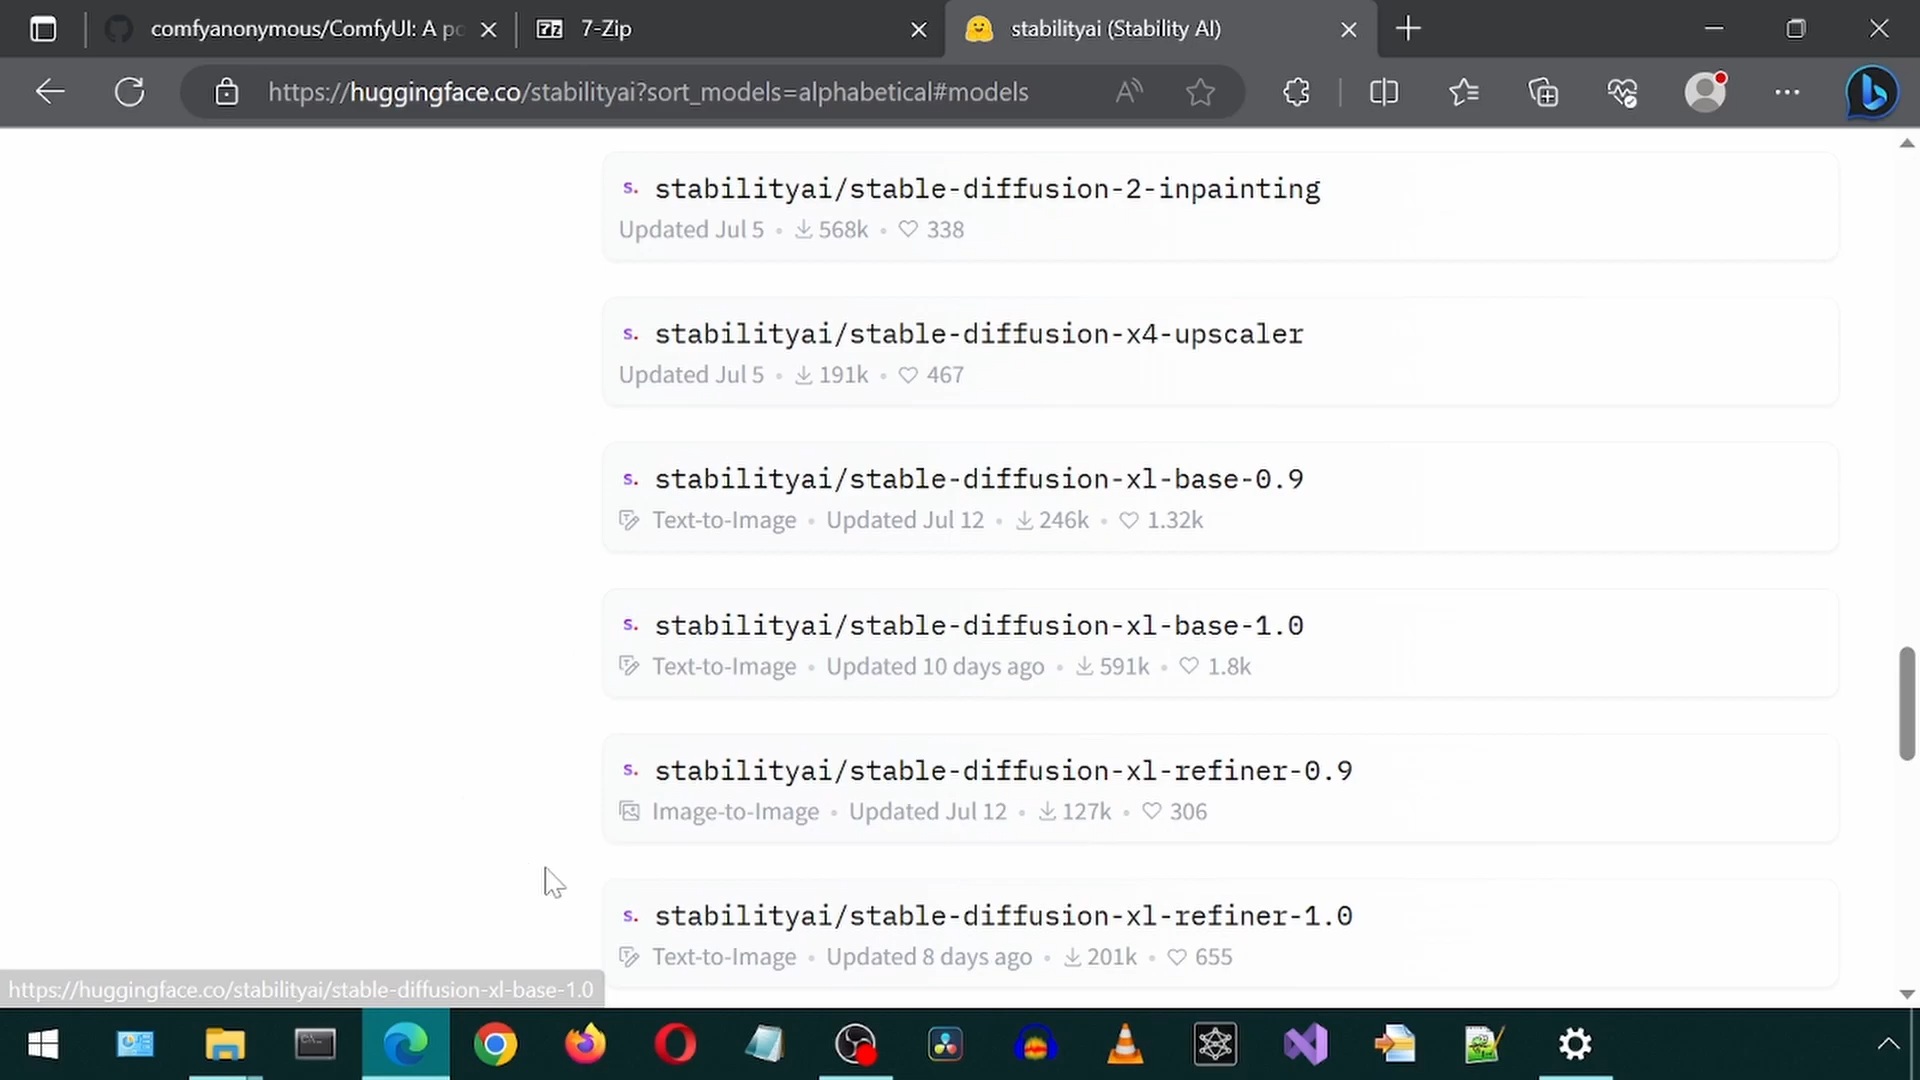 comfyanonymous/ComfyUI: A po
7-Zip
stabilityai (Stability AI)
https://huggingface.co/stabilityai?sort_models=alphabetical#models
stabilityai/stable-diffusion-2-inpainting
Updated Jul 5 • 568k • 338
stabilityai/stable-diffusion-x4-upscaler
Updated Jul 5 • 191k • 467
stabilityai/stable-diffusion-xl-base-0.9
Text-to-Image • Updated Jul 12 • 246k • 1.32k
stabilityai/stable-diffusion-xl-base-1.0
Text-to-Image • Updated 10 days ago • 591k • 1.8k
stabilityai/stable-diffusion-xl-refiner-0.9
Image-to-Image • Updated Jul 12 • 127k • 306
stabilityai/stable-diffusion-xl-refiner-1.0
Text-to-Image • Updated 8 days ago • 201k • 655
https://huggingface.co/stabilityai/stable-diffusion-xl-base-1.0